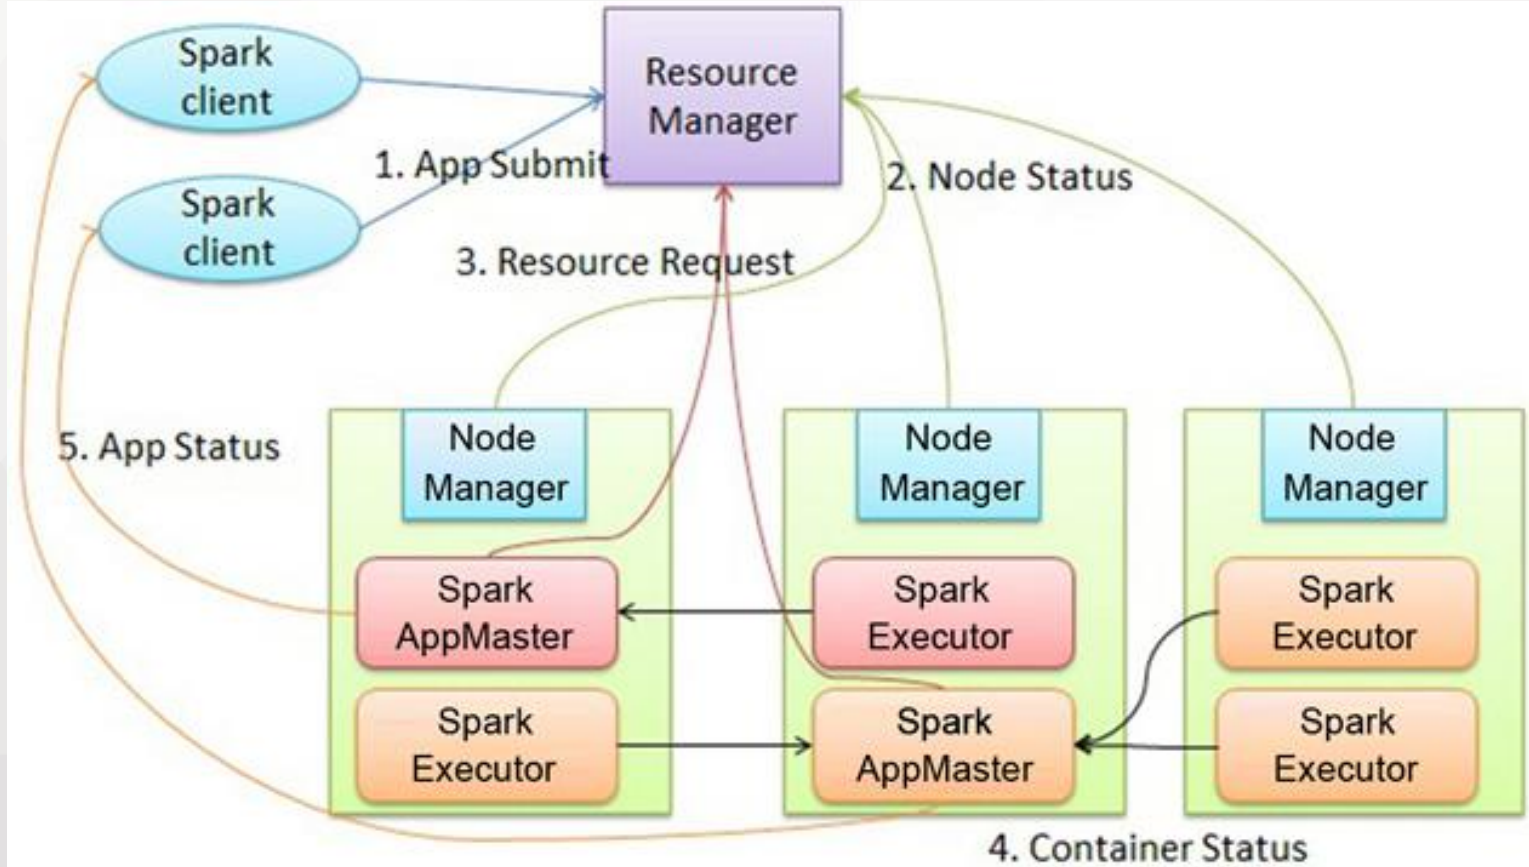 Spark
client
Resource
Manager
1. App Submit
2. Node Status
Spark
client
3. Resource Request
5. App Status
Node
Manager
Node
Manager
Node
Manager
Spark
AppMaster
Spark
Executor
Spark
Executor
Spark
Executor
Spark
AppMaster
Spark
Executor
4. Container Status